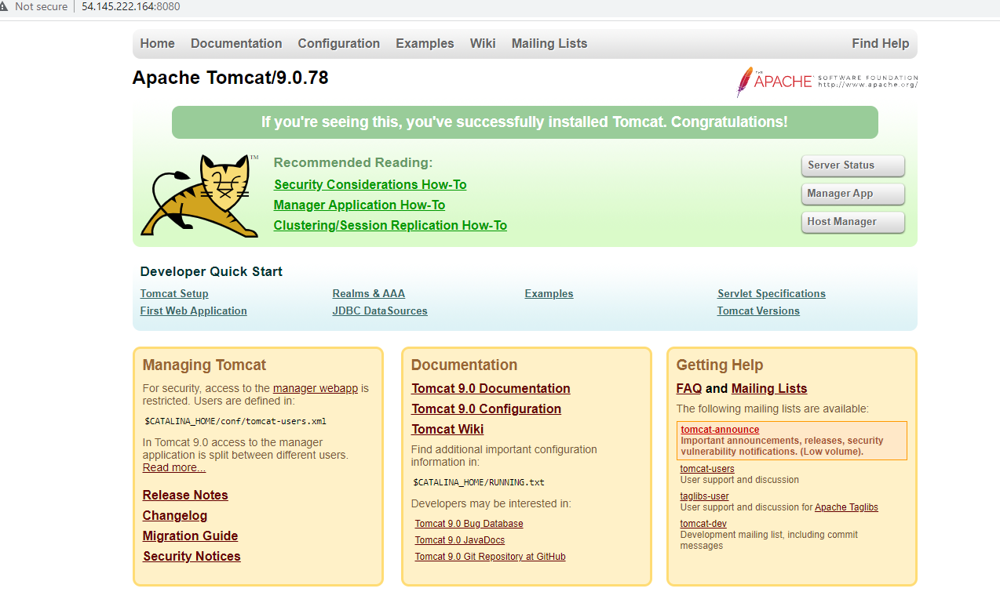 Not secure 54.145.222.164:8080
Home Documentation Configuration Examples Wiki Mailing Lists Find Help
Apache Tomcat/9.0.78
THE
APACHE SOFTWARE FOUNDATION
http://www.apache.org/
If you're seeing this, you've successfully installed Tomcat. Congratulations!
TM
Recommended Reading:
Security Considerations How-To
Manager Application How-To
Clustering/Session Replication How-To
Server Status
Manager App
Host Manager
Developer Quick Start
Tomcat Setup
First Web Application
Realms & AAA
JDBC DataSources
Examples
Servlet Specifications
Tomcat Versions
Managing Tomcat
For security, access to the manager webapp is
restricted. Users are defined in:
$CATALINA_HOME/conf/tomcat-users.xml
In Tomcat 9.0 access to the manager
application is split between different users.
Read more...
Release Notes
Changelog
Migration Guide
Security Notices
Documentation
Tomcat 9.0 Documentation
Tomcat 9.0 Configuration
Tomcat Wiki
Find additional important configuration
information in:
$CATALINA_HOME/RUNNING.txt
Developers may be interested in:
Tomcat 9.0 Bug Database
Tomcat 9.0 JavaDocs
Tomcat 9.0 Git Repository at GitHub
Getting Help
FAQ and Mailing Lists
The following mailing lists are available:
tomcat-announce
Important announcements, releases, security
vulnerability notifications. (Low volume).
tomcat-users
User support and discussion
taglibs-user
User support and discussion for Apache Taglibs
tomcat-dev
Development mailing list, including commit
messages